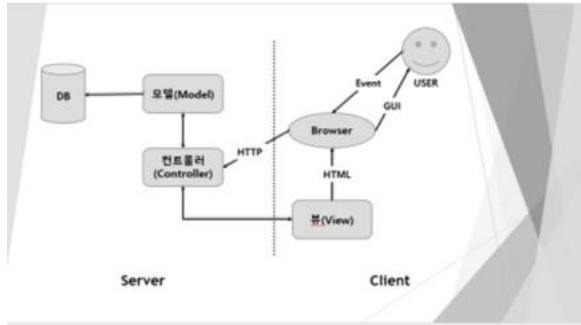 USER
Event
GUI
DB
모델(Model)
Browser
HTTP
컨트롤러
(Controller)
HTML
뷰(View)
Server
Client